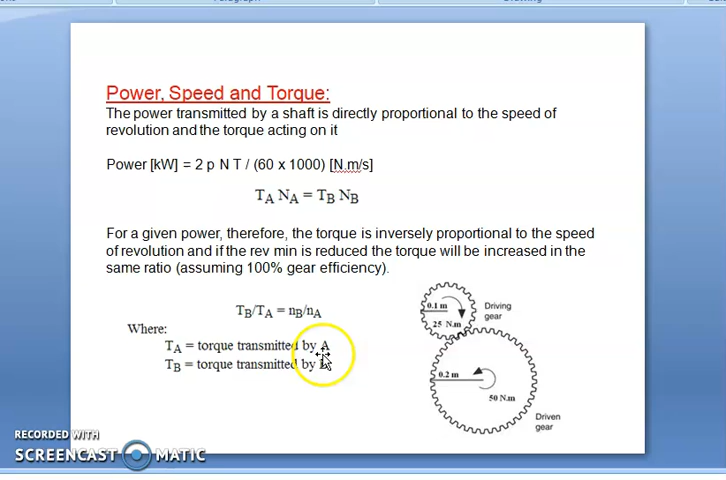 Power, Speed and Torque:
The power transmitted by a shaft is directly proportional to the speed of
revolution and the torque acting on it
Power [kW] = 2 p N T / (60 x 1000) [N.m/s]
TA NA = TB NB
For a given power, therefore, the torque is inversely proportional to the speed
of revolution and if the rev min is reduced the torque will be increased in the
same ratio (assuming 100% gear efficiency).
TB/TA = nB/nA
Where:
TA = torque transmitted by A
TB = torque transmitted by
0.1 m
25 N.m
Driving
gear
0.2 m
50 N.m
Driven
gear
RECORDED WITH
SCREENCAST MATIC